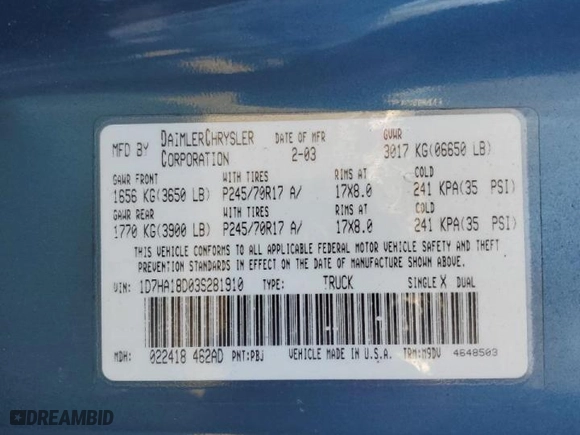 MFD BY DAIMLERCHRYSLER CORPORATION DATE OF MFR 2-03 GVWR 3017 KG(06650 LB)
GAWR FRONT WITH TIRES RIMS AT COLD
1656 KG(3650 LB) P245/70R17 A/ 17X8.0 241 KPA(35 PSI)
GAWR REAR WITH TIRES RIMS AT COLD
1770 KG(3900 LB) P245/70R17 A/ 17X8.0 241 KPA(35 PSI)
THIS VEHICLE CONFORMS TO ALL APPLICABLE FEDERAL MOTOR VEHICLE SAFETY AND THEFT
PREVENTION STANDARDS IN EFFECT ON THE DATE OF MANUFACTURE SHOWN ABOVE.
VIN: 1D7HA18D03S281910 TYPE: TRUCK SINGLE X DUAL
MDH: 022418 462AD PNT:PBJ VEHICLE MADE IN U.S.A. TRM:M9DV 4648503
DREAMBID